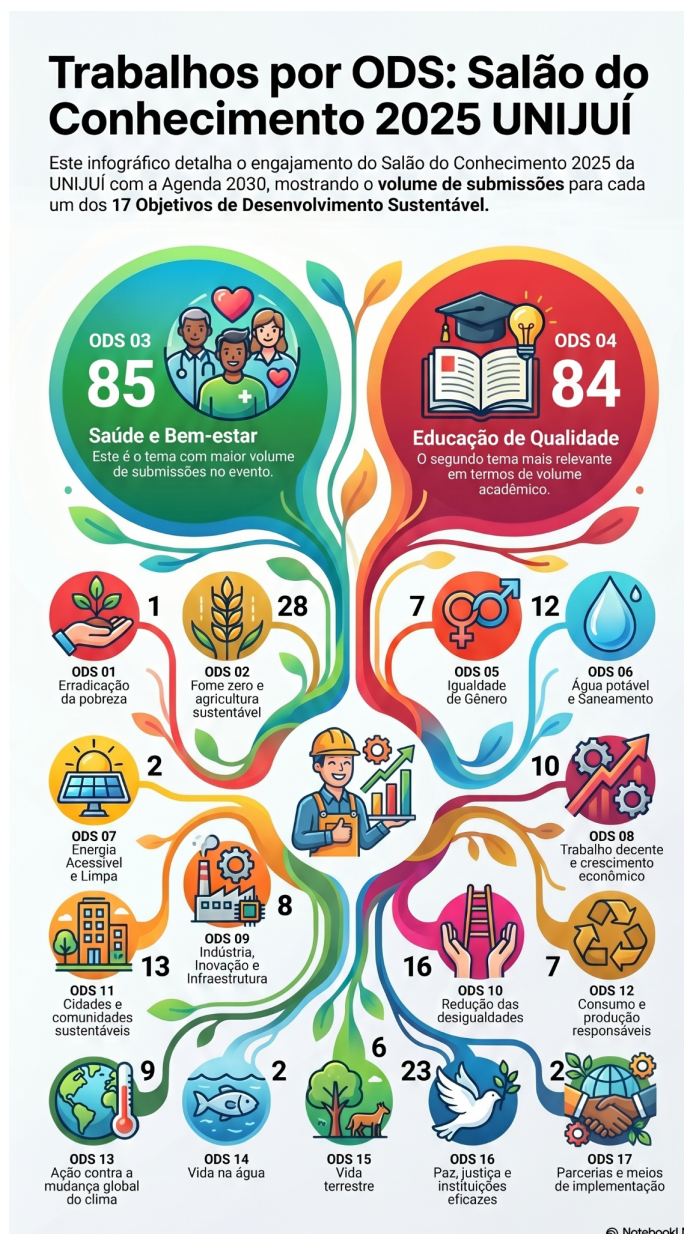 Trabalhos por ODS: Salão do
Conhecimento 2025 UNIJUÍ
Este infográfico detalha o engajamento do Salão do Conhecimento 2025 da
UNIJUÍ com a Agenda 2030, mostrando o volume de submissões para cada
um dos 17 Objetivos de Desenvolvimento Sustentável.
ODS 03
85
Saúde e Bem-estar
Este é o tema com maior volume
de submissões no evento.
ODS 04
84
Educação de Qualidade
O segundo tema mais relevante
em termos de volume
acadêmico.
1
ODS 01
Erradicação
da pobreza
28
ODS 02
Fome zero e
agricultura
sustentável
7
ODS 05
Igualdade
de Gênero
12
ODS 06
Água potável
e Saneamento
2
ODS 07
Energia
Acessivel
e Limpa
10
ODS 08
Trabalho decente
e crescimento
econômico
8
ODS 09
Indústria,
Inovação e
Infraestrutura
13
ODS 11
Cidades e
comunidades
sustentáveis
16
ODS 10
Redução das
desigualdades
7
ODS 12
Consumo e
produção
responsáveis
9
ODS 13
Ação contra a
mudança global
do clima
2
ODS 14
Vida na água
6
ODS 15
Vida
terrestre
23
ODS 16
Paz, justiça e
instituições
eficazes
2
ODS 17
Parcerias e meios
de implementação